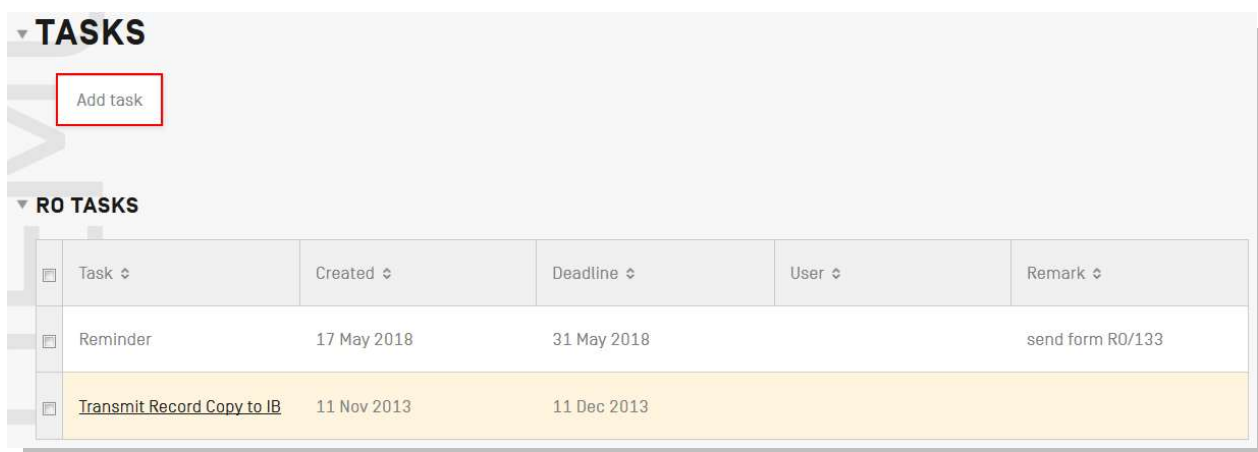 TASKS
Add task
RO TASKS
Task Created Deadline User Remark
Reminder 17 May 2018 31 May 2018 send form RO/133
Transmit Record Copy to IB 11 Nov 2013 11 Dec 2013